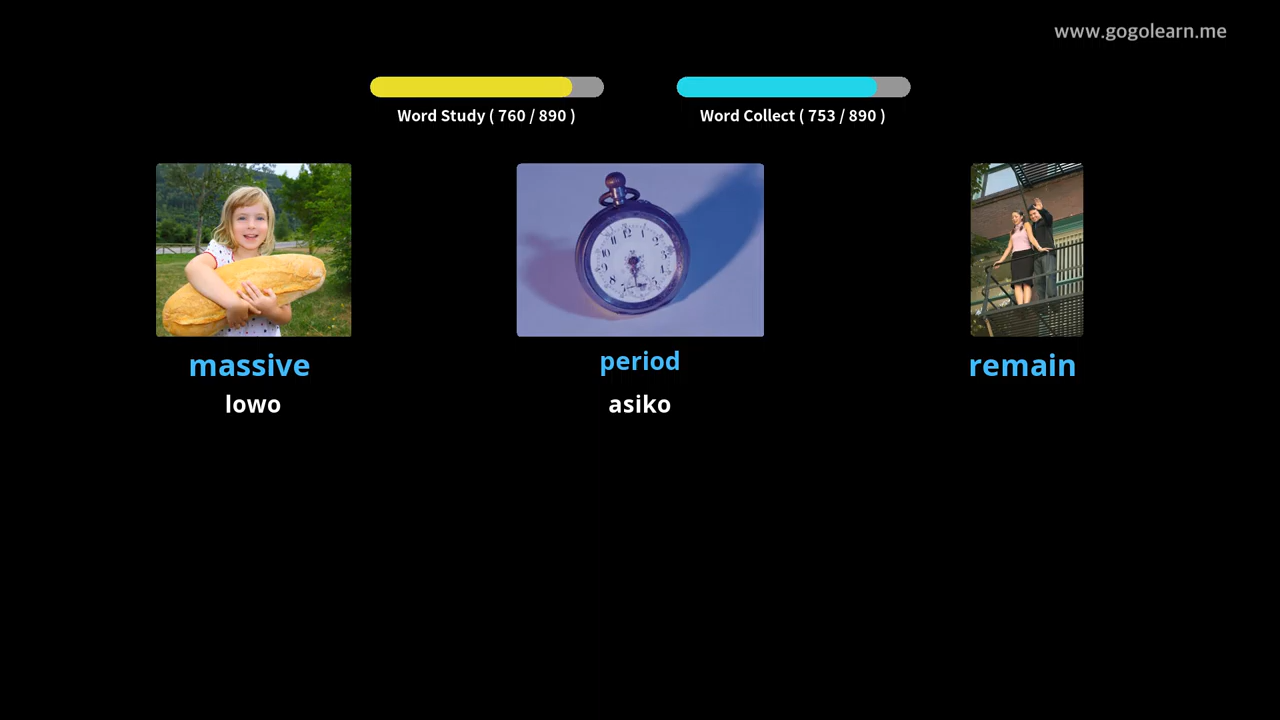 www.gogolearn.me
Word Study ( 760 / 890 )
Word Collect ( 753 / 890 )
massive
period
remain
lowo
asiko